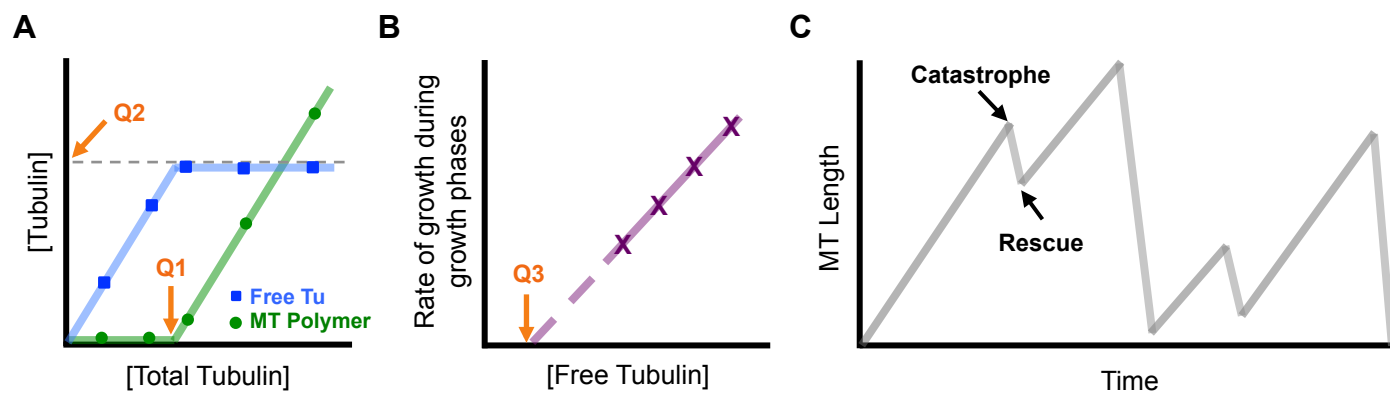 A
[Tubulin]
Q2
Q1
Free Tu
MT Polymer
[Total Tubulin]
B
Rate of growth during
growth phases
Q3
[Free Tubulin]
C
MT Length
Catastrophe
Rescue
Time